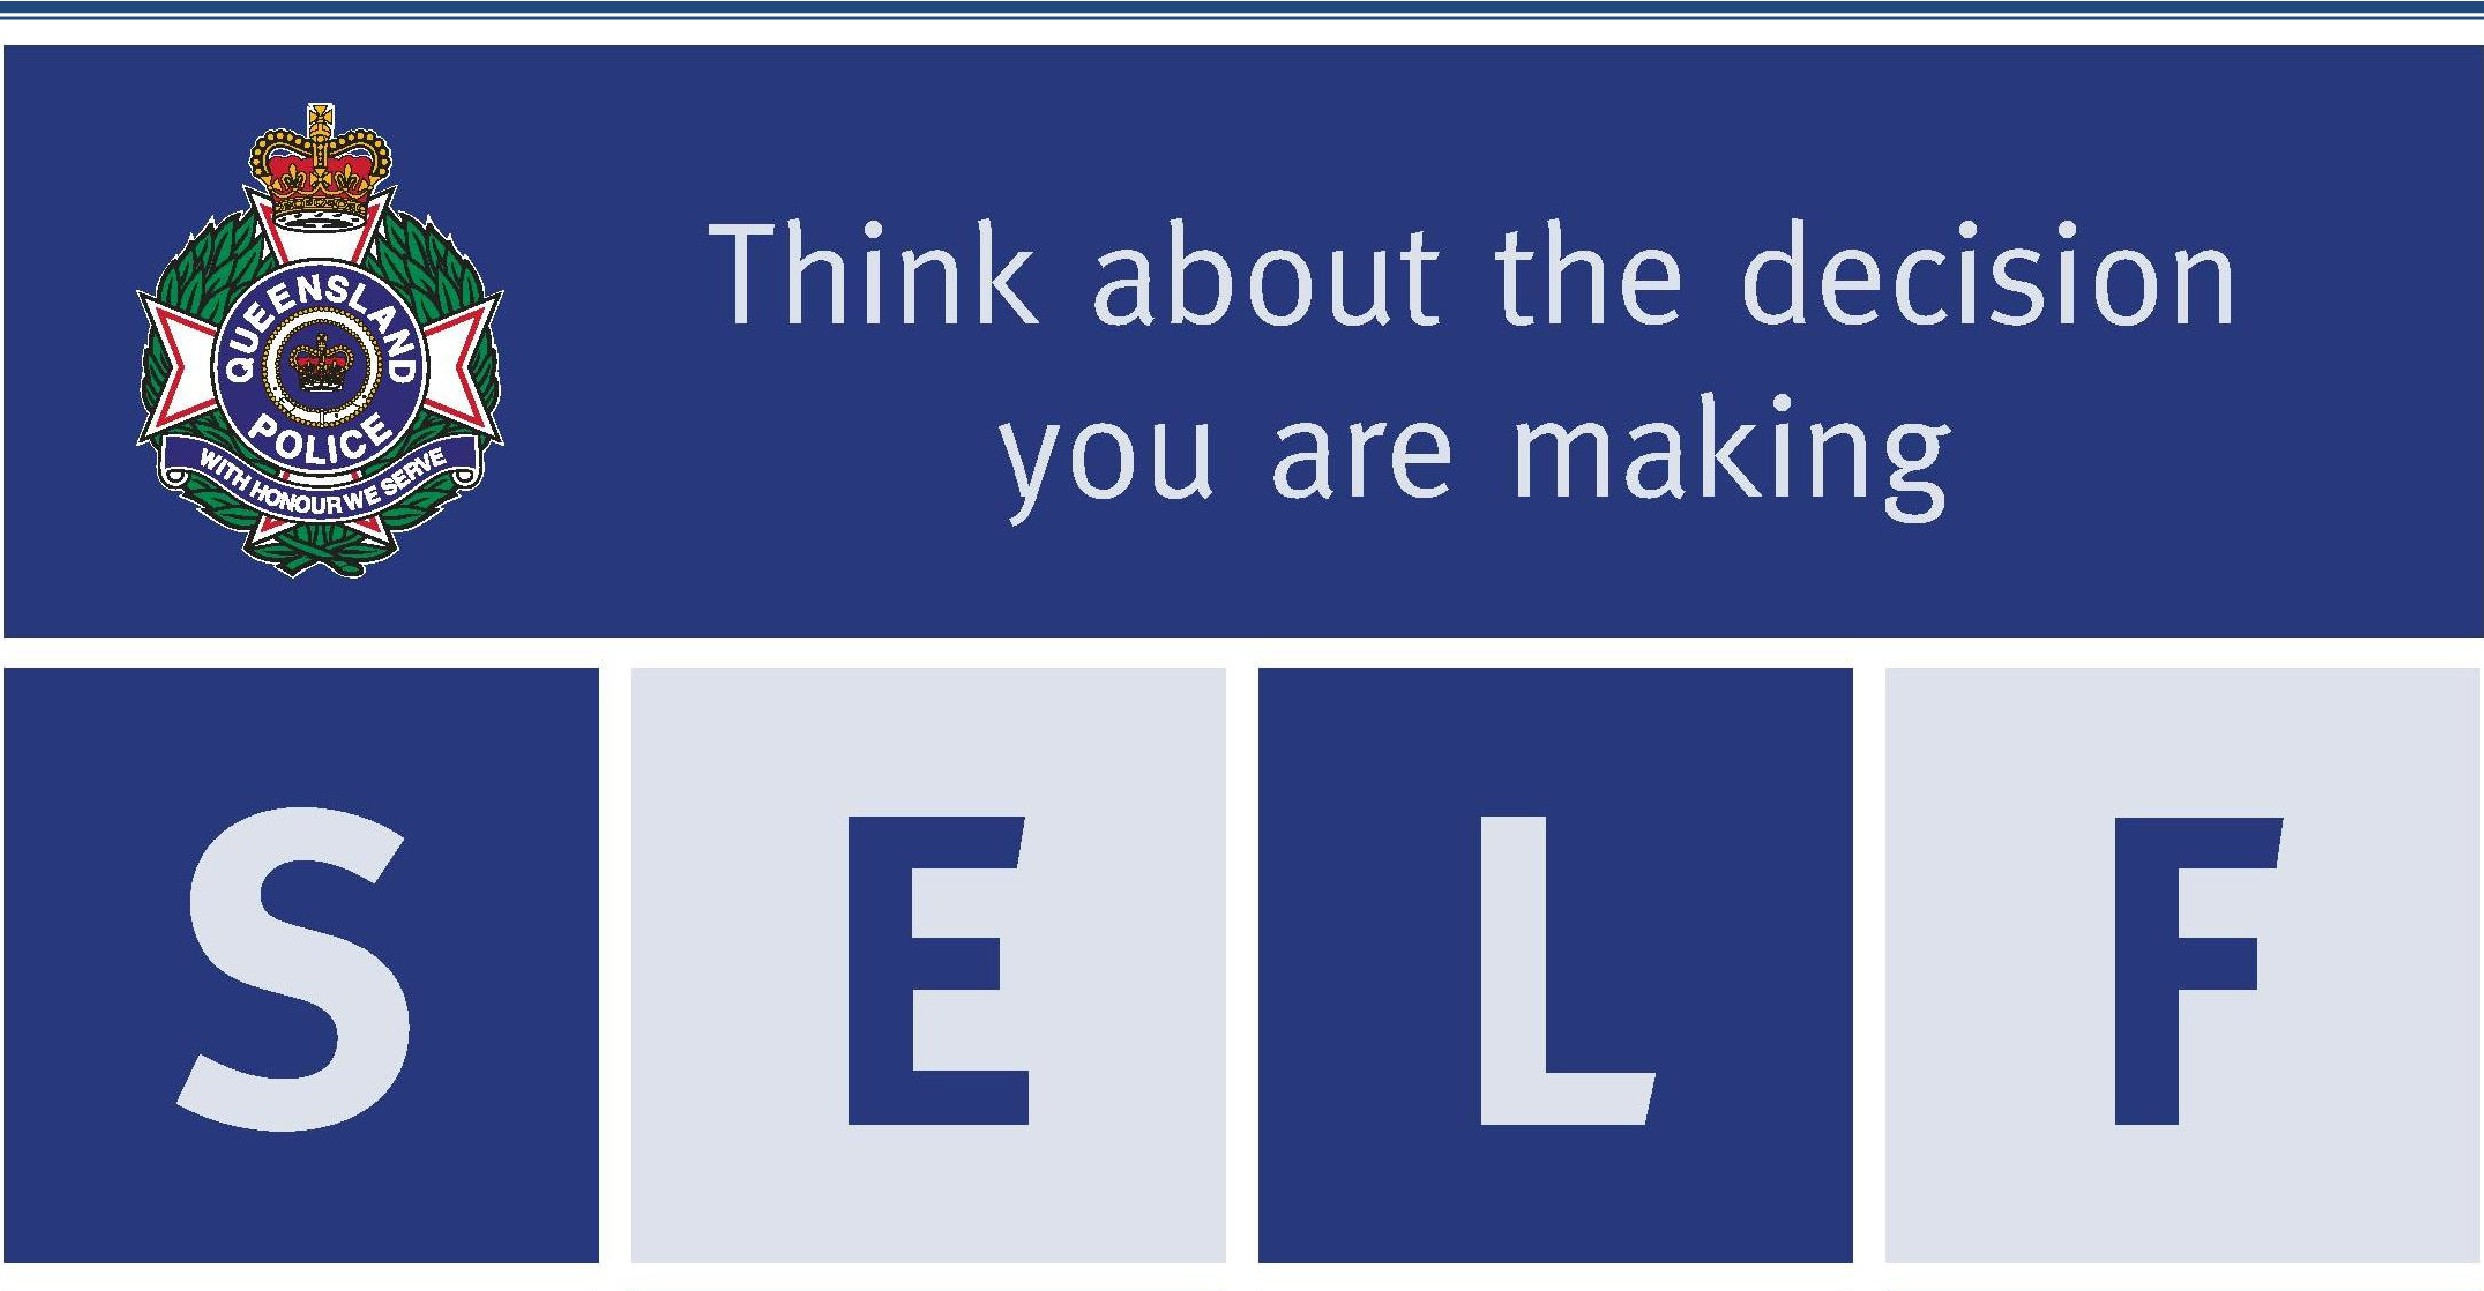 QUEENSLAND
POLICE
WITH HONOUR WE SERVE
Think about the decision
you are making
S E L F